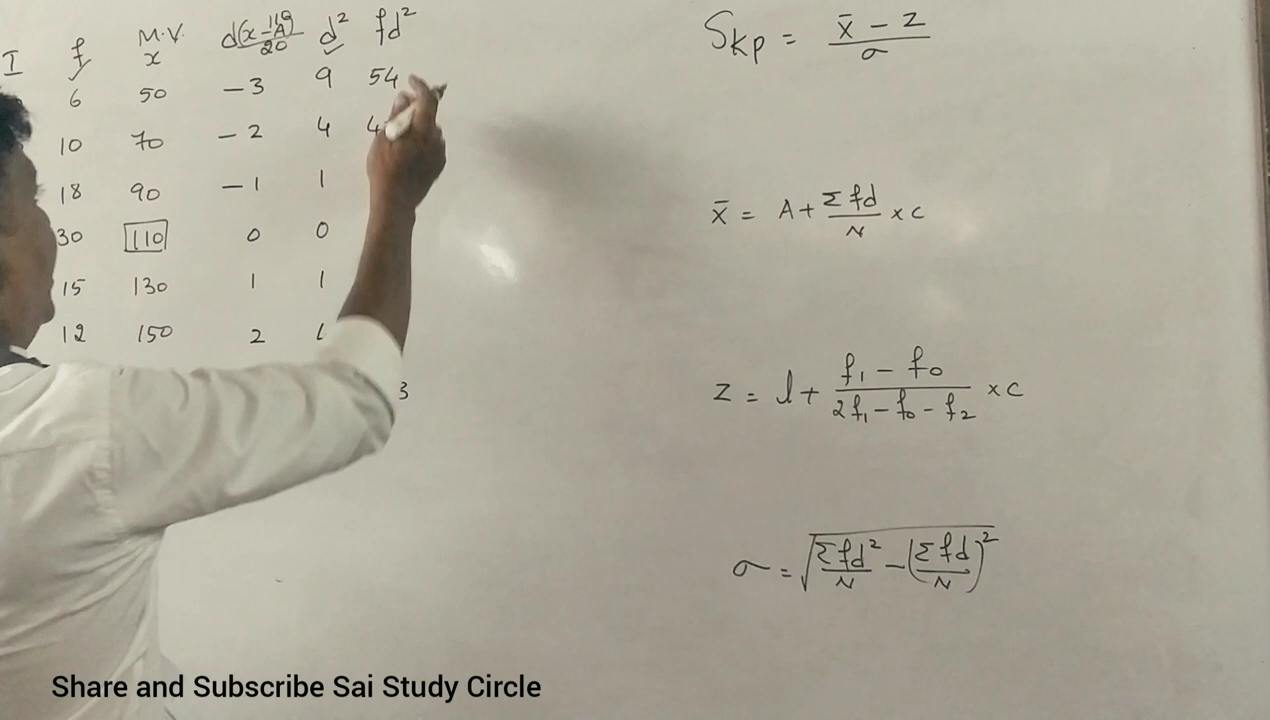 I f M.V. x d(x-A)/20 110 d² fd²
6 50 -3 9 54
10 70 -2 4 4
18 90 -1 1
30 110 0 0
15 130 1 1
12 150 2
3
Skp = (x̄ - z)/σ
x̄ = A + Σfd/N × c
z = l + (f₁ - f₀)/(2f₁ - f₀ - f₂) × c
σ = √(Σfd²/N - (Σfd/N)²)
Share and Subscribe Sai Study Circle